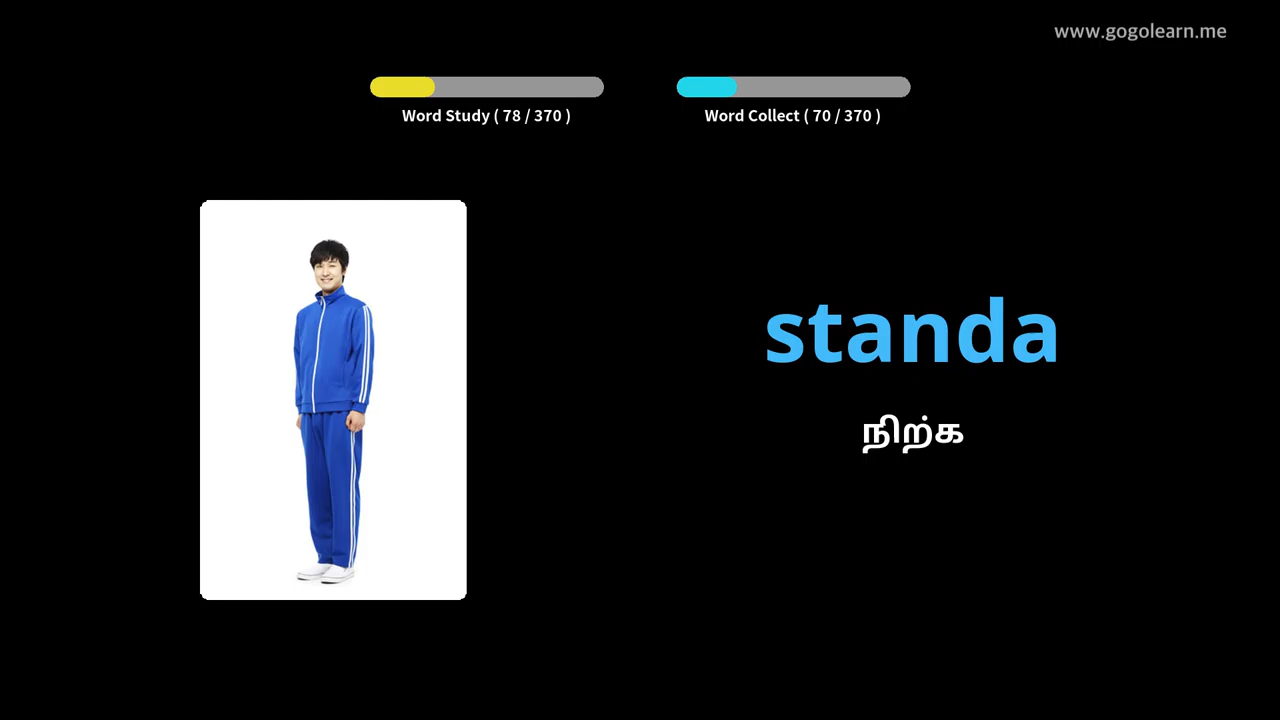 www.gogolearn.me
Word Study ( 78 / 370 )
Word Collect ( 70 / 370 )
standa
நிற்க